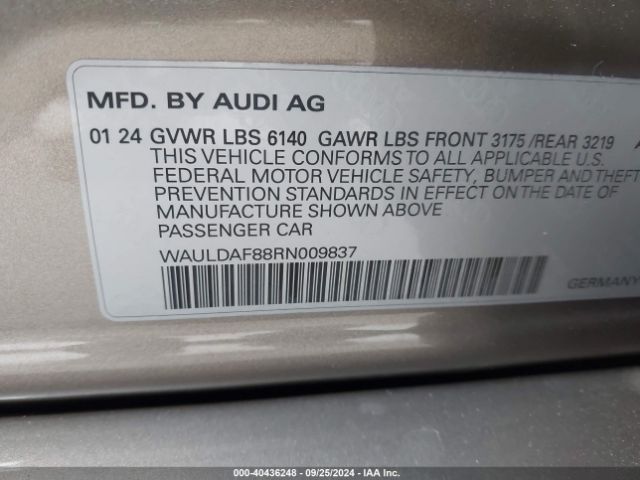 MFD. BY AUDI AG
01 24 GVWR LBS 6140 GAWR LBS FRONT 3175 /REAR 3219
THIS VEHICLE CONFORMS TO ALL APPLICABLE U.S.
FEDERAL MOTOR VEHICLE SAFETY, BUMPER AND THEFT
PREVENTION STANDARDS IN EFFECT ON THE DATE OF
MANUFACTURE SHOWN ABOVE
PASSENGER CAR
WAULDAF88RN009837
GERMANY
000-40436248 - 09/25/2024 - IAA Inc.